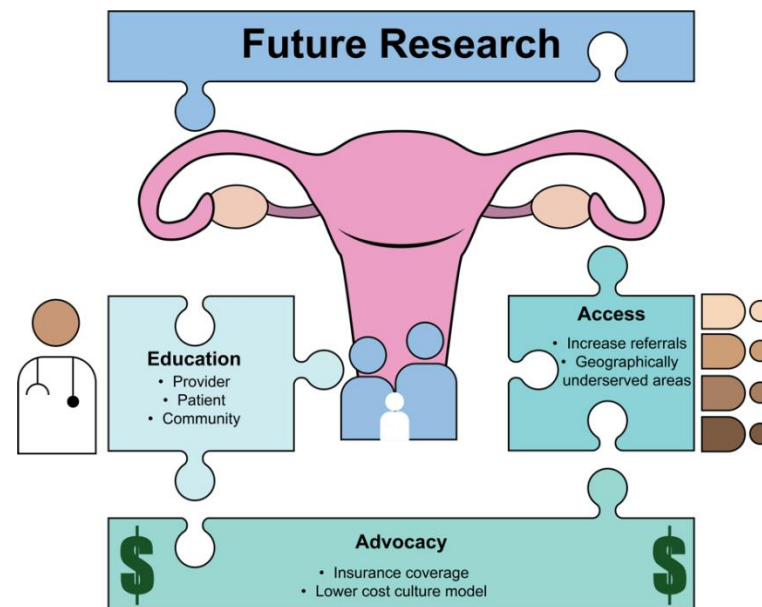 Future Research
Education
• Provider
• Patient
• Community
Access
• Increase referrals
• Geographically
underserved areas
$
$
Advocacy
• Insurance coverage
• Lower cost culture model